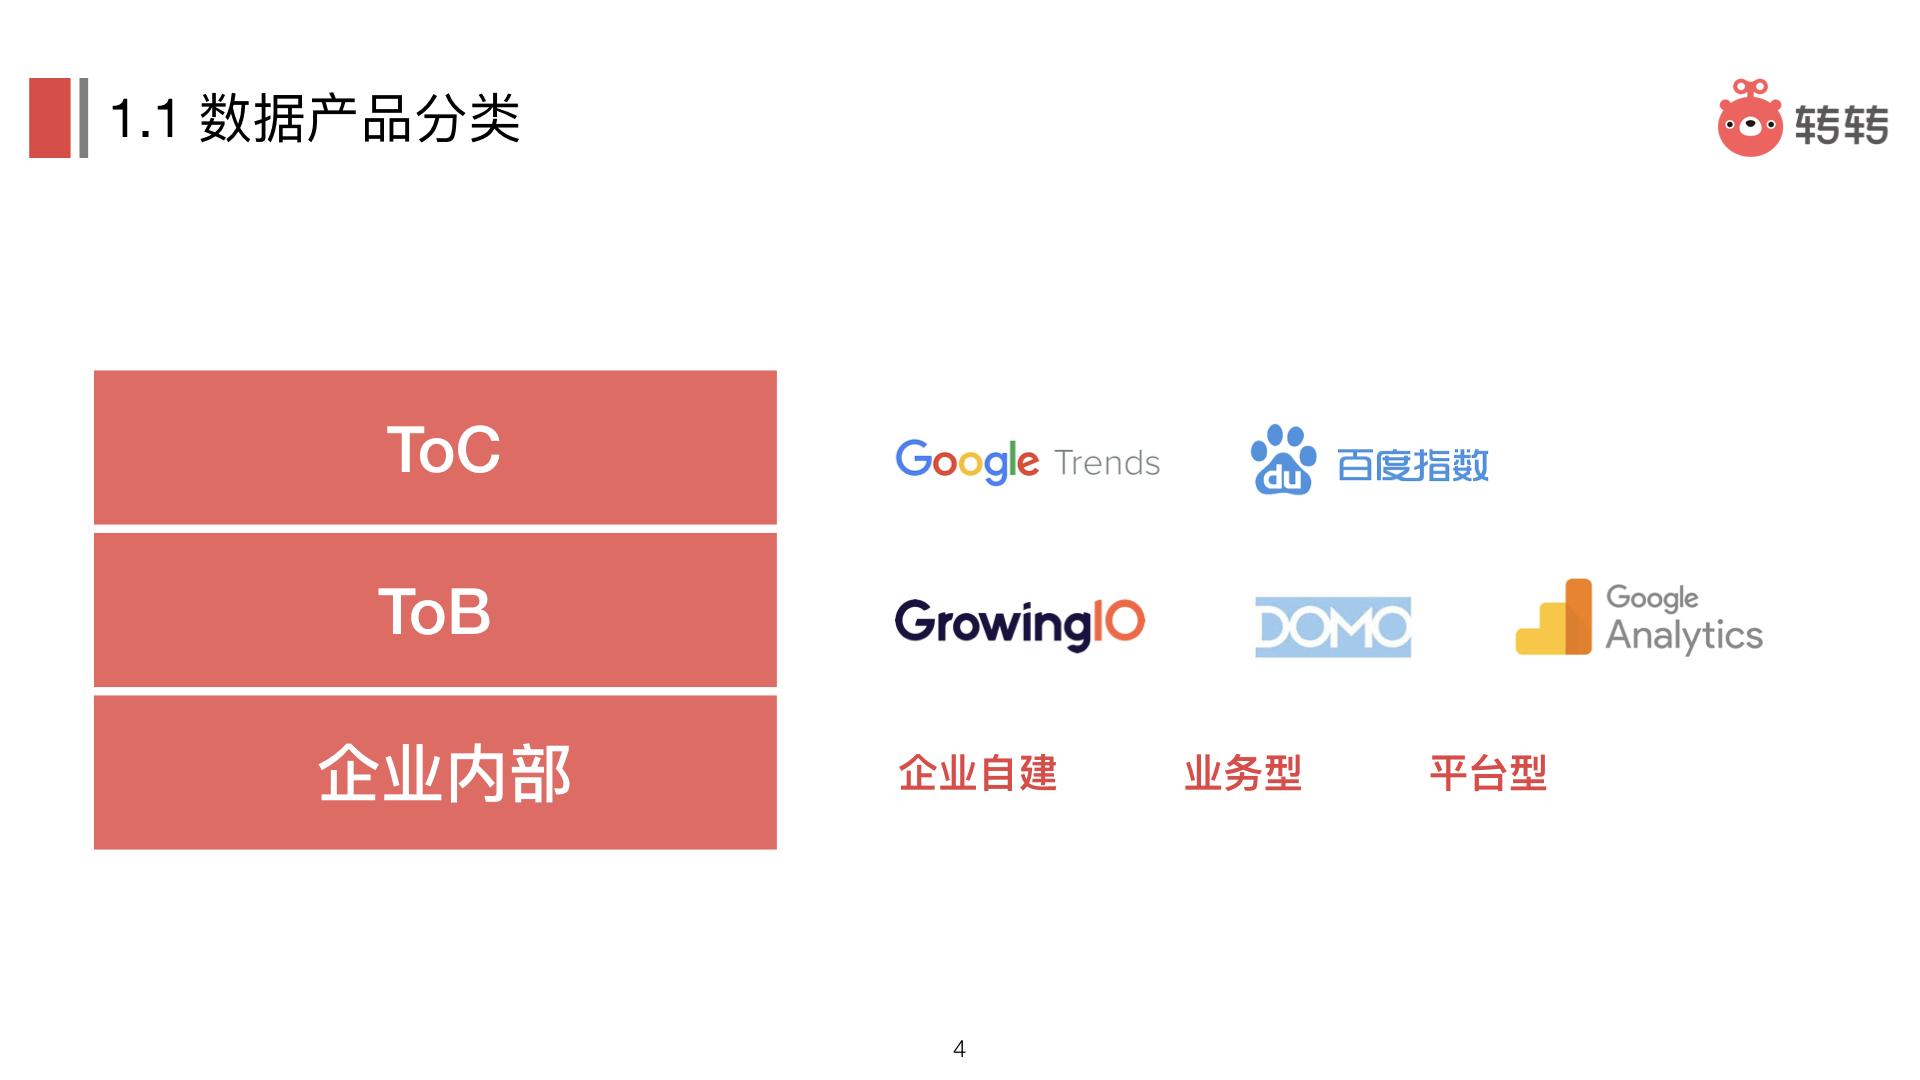 1.1 数据产品分类
转转
ToC
Google Trends
du 百度指数
ToB
GrowingIO
DOMO
Google
Analytics
企业内部
企业自建 业务型 平台型
4